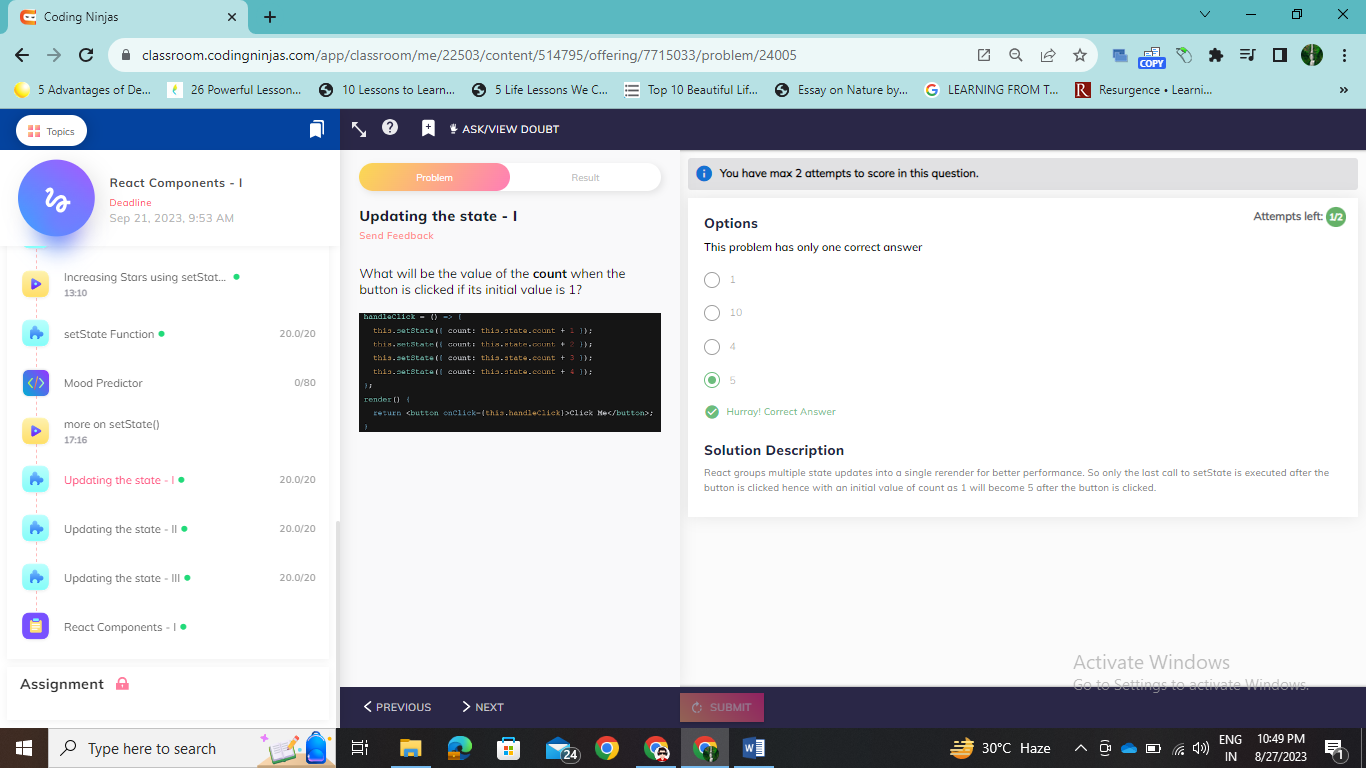 Coding Ninjas
classroom.codingninjas.com/app/classroom/me/22503/content/514795/offering/7715033/problem/24005
COPY
5 Advantages of De...
26 Powerful Lesson...
10 Lessons to Learn...
5 Life Lessons We C...
Top 10 Beautiful Lif...
Essay on Nature by...
LEARNING FROM T...
Resurgence • Learni...
Topics
ASK/VIEW DOUBT
React Components - I
Deadline
Sep 21, 2023, 9:53 AM
Increasing Stars using setStat...
13:10
setState Function
20.0/20
Mood Predictor
0/80
more on setState()
17:16
Updating the state - I
20.0/20
Updating the state - II
20.0/20
Updating the state - III
20.0/20
React Components - I
Assignment
Problem
Result
Updating the state - I
Send Feedback
What will be the value of the count when the
button is clicked if its initial value is 1?
handleClick = () => {
this.setState({ count: this.state.count + 1 });
this.setState({ count: this.state.count + 2 });
this.setState({ count: this.state.count + 3 });
this.setState({ count: this.state.count + 4 });
};
render() {
return <button onClick={this.handleClick}>Click Me</button>;
}
PREVIOUS
NEXT
You have max 2 attempts to score in this question.
Options
Attempts left: 1/2
This problem has only one correct answer
1
10
4
5
Hurray! Correct Answer
Solution Description
React groups multiple state updates into a single rerender for better performance. So only the last call to setState is executed after the
button is clicked hence with an initial value of count as 1 will become 5 after the button is clicked.
Activate Windows
Go to Settings to activate Windows.
SUBMIT
Type here to search
24
30°C Haze
ENG
IN
10:49 PM
8/27/2023
1